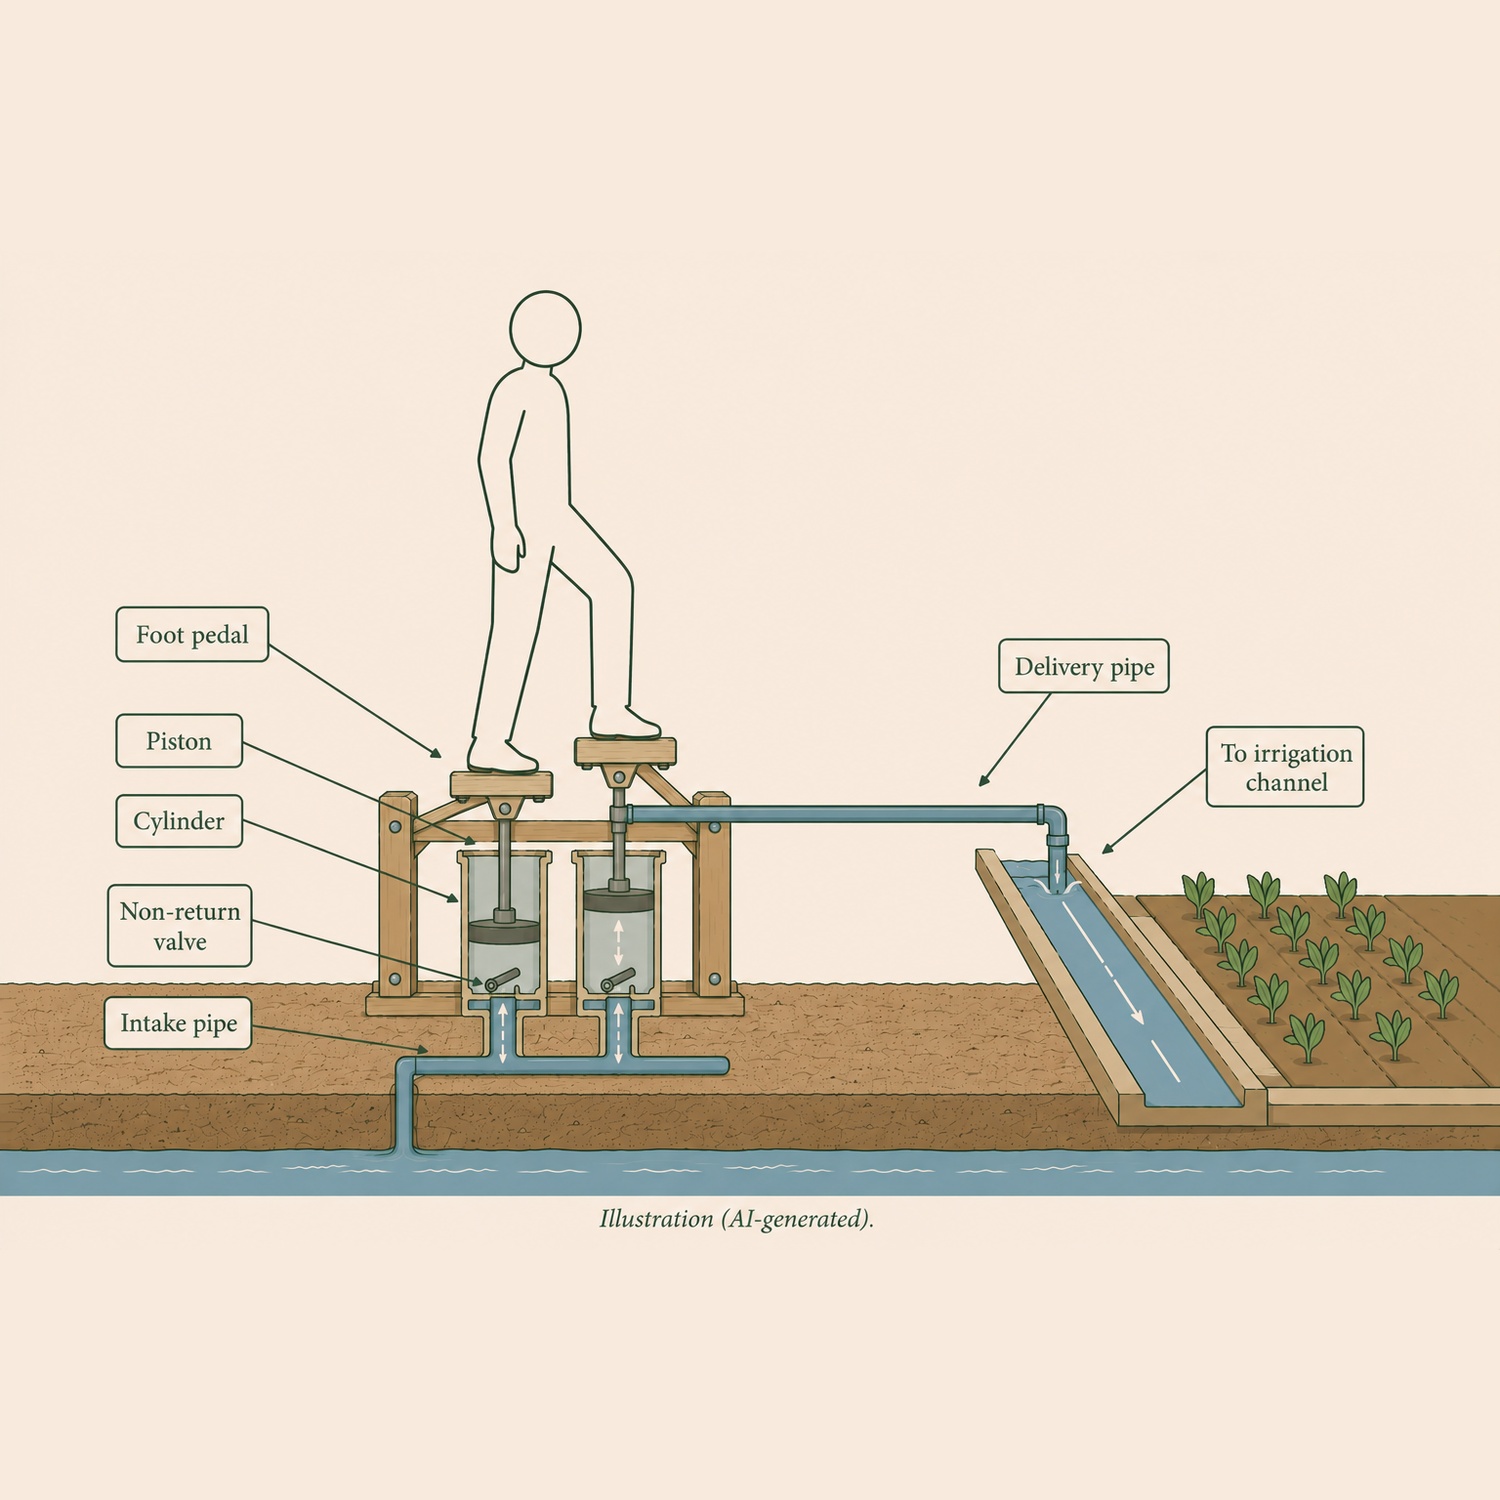 Foot pedal
Piston
Cylinder
Non-return
valve
Intake pipe
Delivery pipe
To irrigation
channel
Illustration (AI-generated).